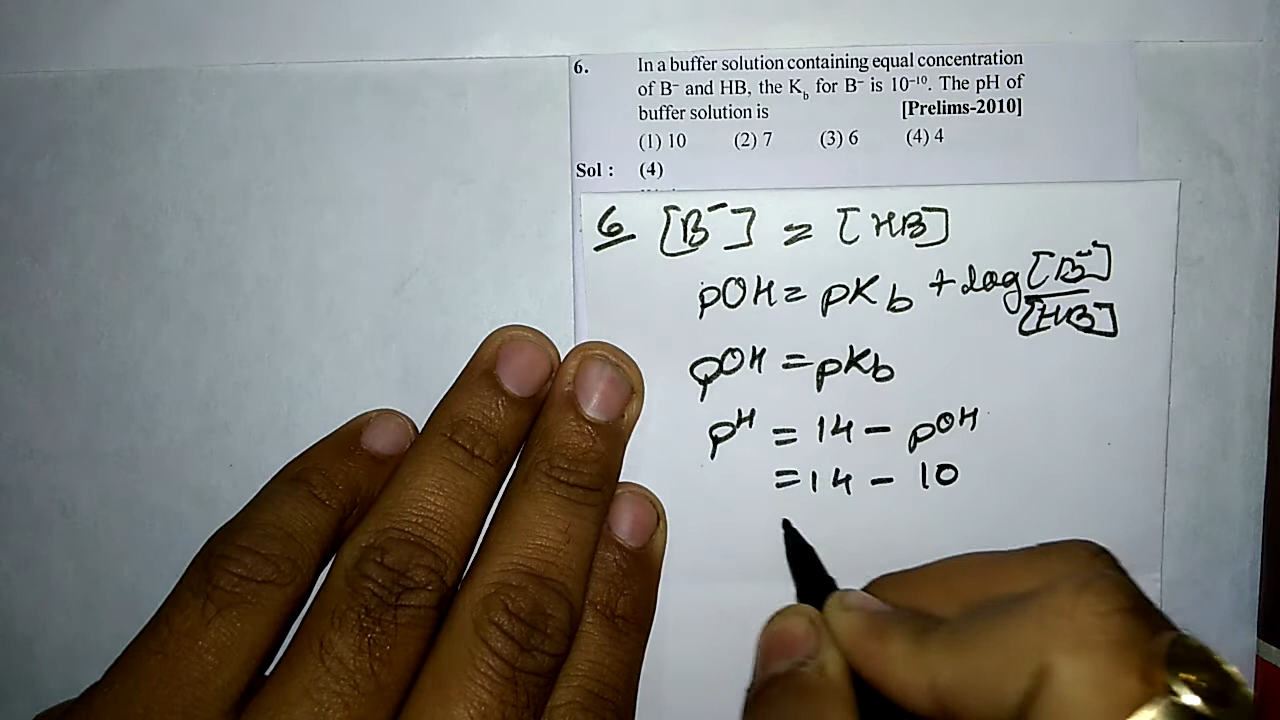 6. In a buffer solution containing equal concentration
of B⁻ and HB, the K_b for B⁻ is 10⁻¹⁰. The pH of
buffer solution is [Prelims-2010]
(1) 10 (2) 7 (3) 6 (4) 4
Sol : (4)
6 [B⁻] = [HB]
pOH = pKb + log [B⁻]/[HB]
pOH = pKb
pH = 14 - pOH
= 14 - 10